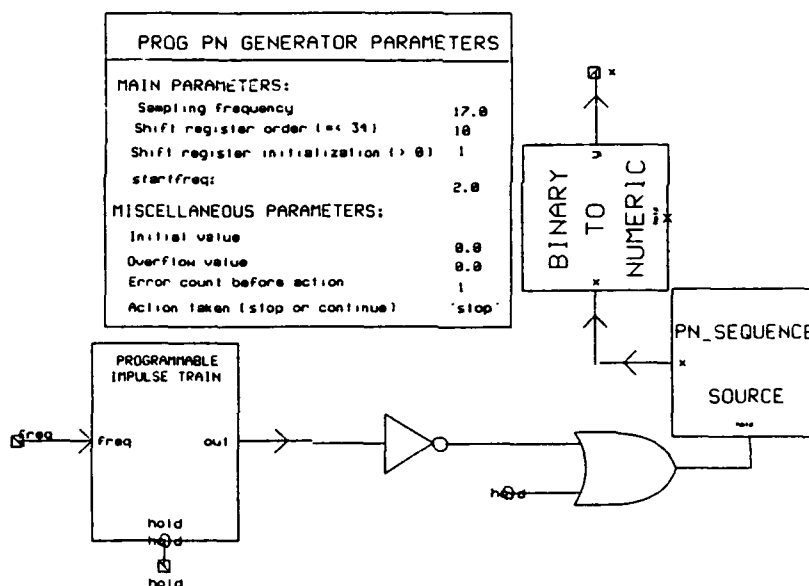 PROG PN GENERATOR PARAMETERS
MAIN PARAMETERS:
Sampling frequency 17.0
Shift register order (=< 34) 10
Shift register initialization (> 0) 1
startfreq: 2.0
MISCELLANEOUS PARAMETERS:
Initial value 0.0
Overflow value 0.0
Error count before action 1
Action taken (stop or continue) 'stop'
x
y
BINARY
TO
NUMERIC
hold
x
x
PN_SEQUENCE
x
SOURCE
hold
PROGRAMMABLE
IMPULSE TRAIN
freq
freq
out
hold
hold
hold
hold